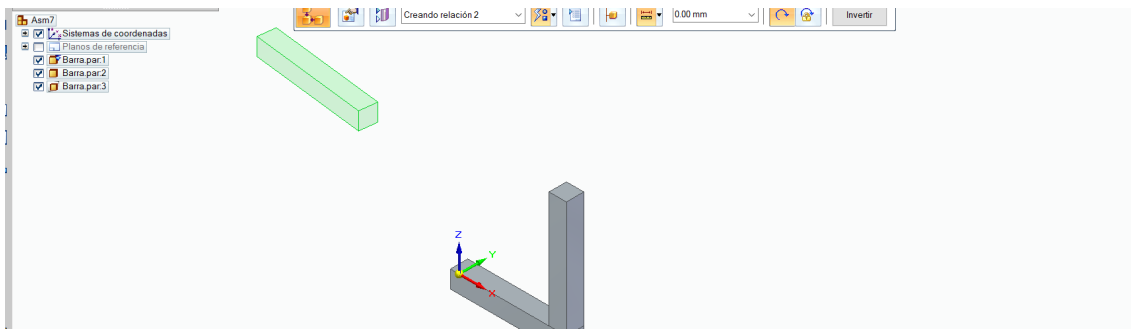 Creando relación 2 0.00 mm Invertir
Asm7
Sistemas de coordenadas
Planos de referencia
Barra.par:1
Barra.par:2
Barra.par:3
Z
Y
X